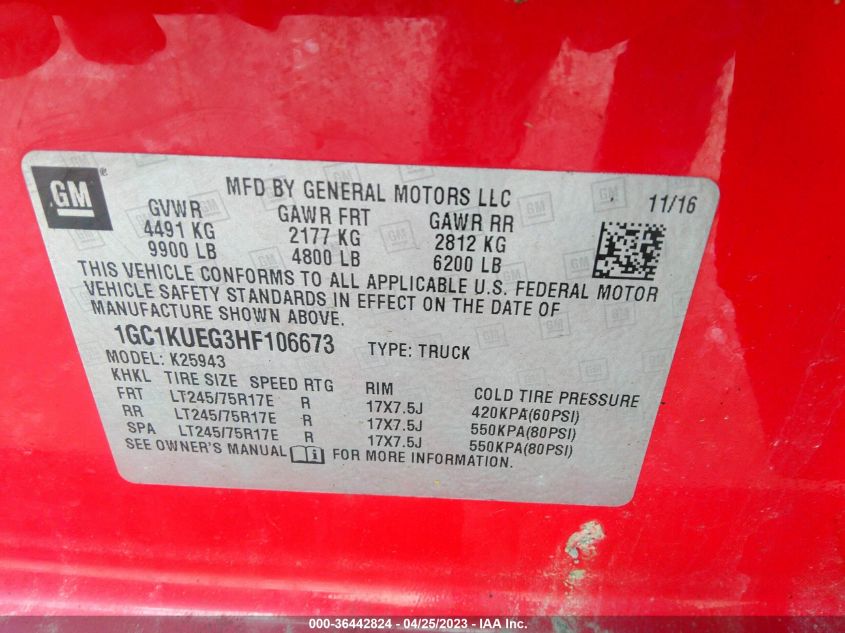 GM ®
MFD BY GENERAL MOTORS LLC
11/16
GVWR GAWR FRT GAWR RR
4491 KG 2177 KG 2812 KG
9900 LB 4800 LB 6200 LB
THIS VEHICLE CONFORMS TO ALL APPLICABLE U.S. FEDERAL MOTOR
VEHICLE SAFETY STANDARDS IN EFFECT ON THE DATE OF
MANUFACTURE SHOWN ABOVE.
1GC1KUEG3HF106673 TYPE: TRUCK
MODEL: K25943
KHKL TIRE SIZE SPEED RTG RIM COLD TIRE PRESSURE
FRT LT245/75R17E R 17X7.5J 420KPA(60PSI)
RR LT245/75R17E R 17X7.5J 550KPA(80PSI)
SPA LT245/75R17E R 17X7.5J 550KPA(80PSI)
SEE OWNER'S MANUAL i FOR MORE INFORMATION.
000-36442824 - 04/25/2023 - IAA Inc.